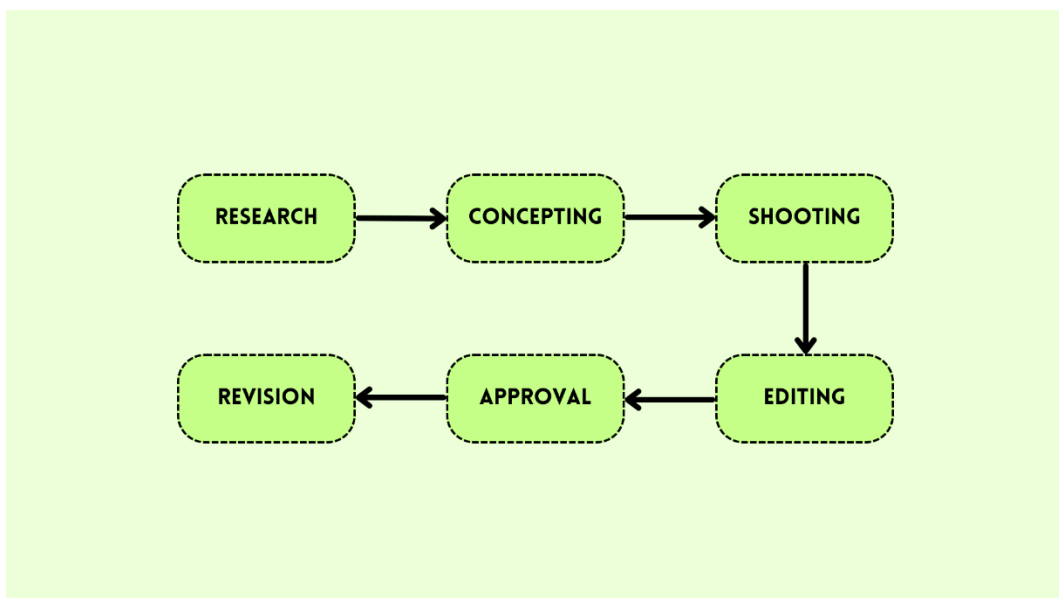 RESEARCH
CONCEPTING
SHOOTING
EDITING
APPROVAL
REVISION